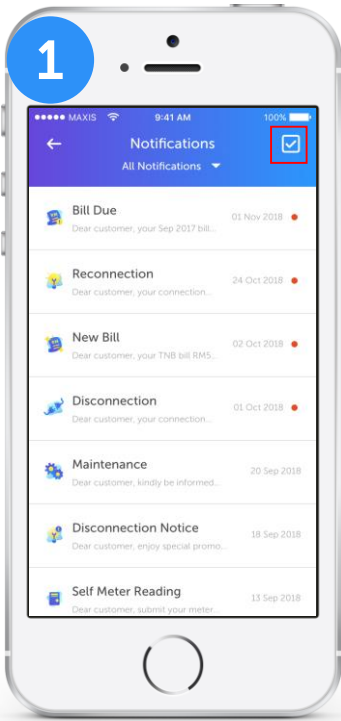 1
MAXIS 9:41 AM 100%
Notifications
All Notifications
Bill Due
01 Nov 2018
Dear customer, your Sep 2017 bill...
Reconnection
24 Oct 2018
Dear customer, your connection...
New Bill
02 Oct 2018
Dear customer, your TNB bill RM5...
Disconnection
01 Oct 2018
Dear customer, your connection...
Maintenance
20 Sep 2018
Dear customer, kindly be informed...
Disconnection Notice
18 Sep 2018
Dear customer, enjoy special promo...
Self Meter Reading
13 Sep 2018
Dear customer, submit your meter...